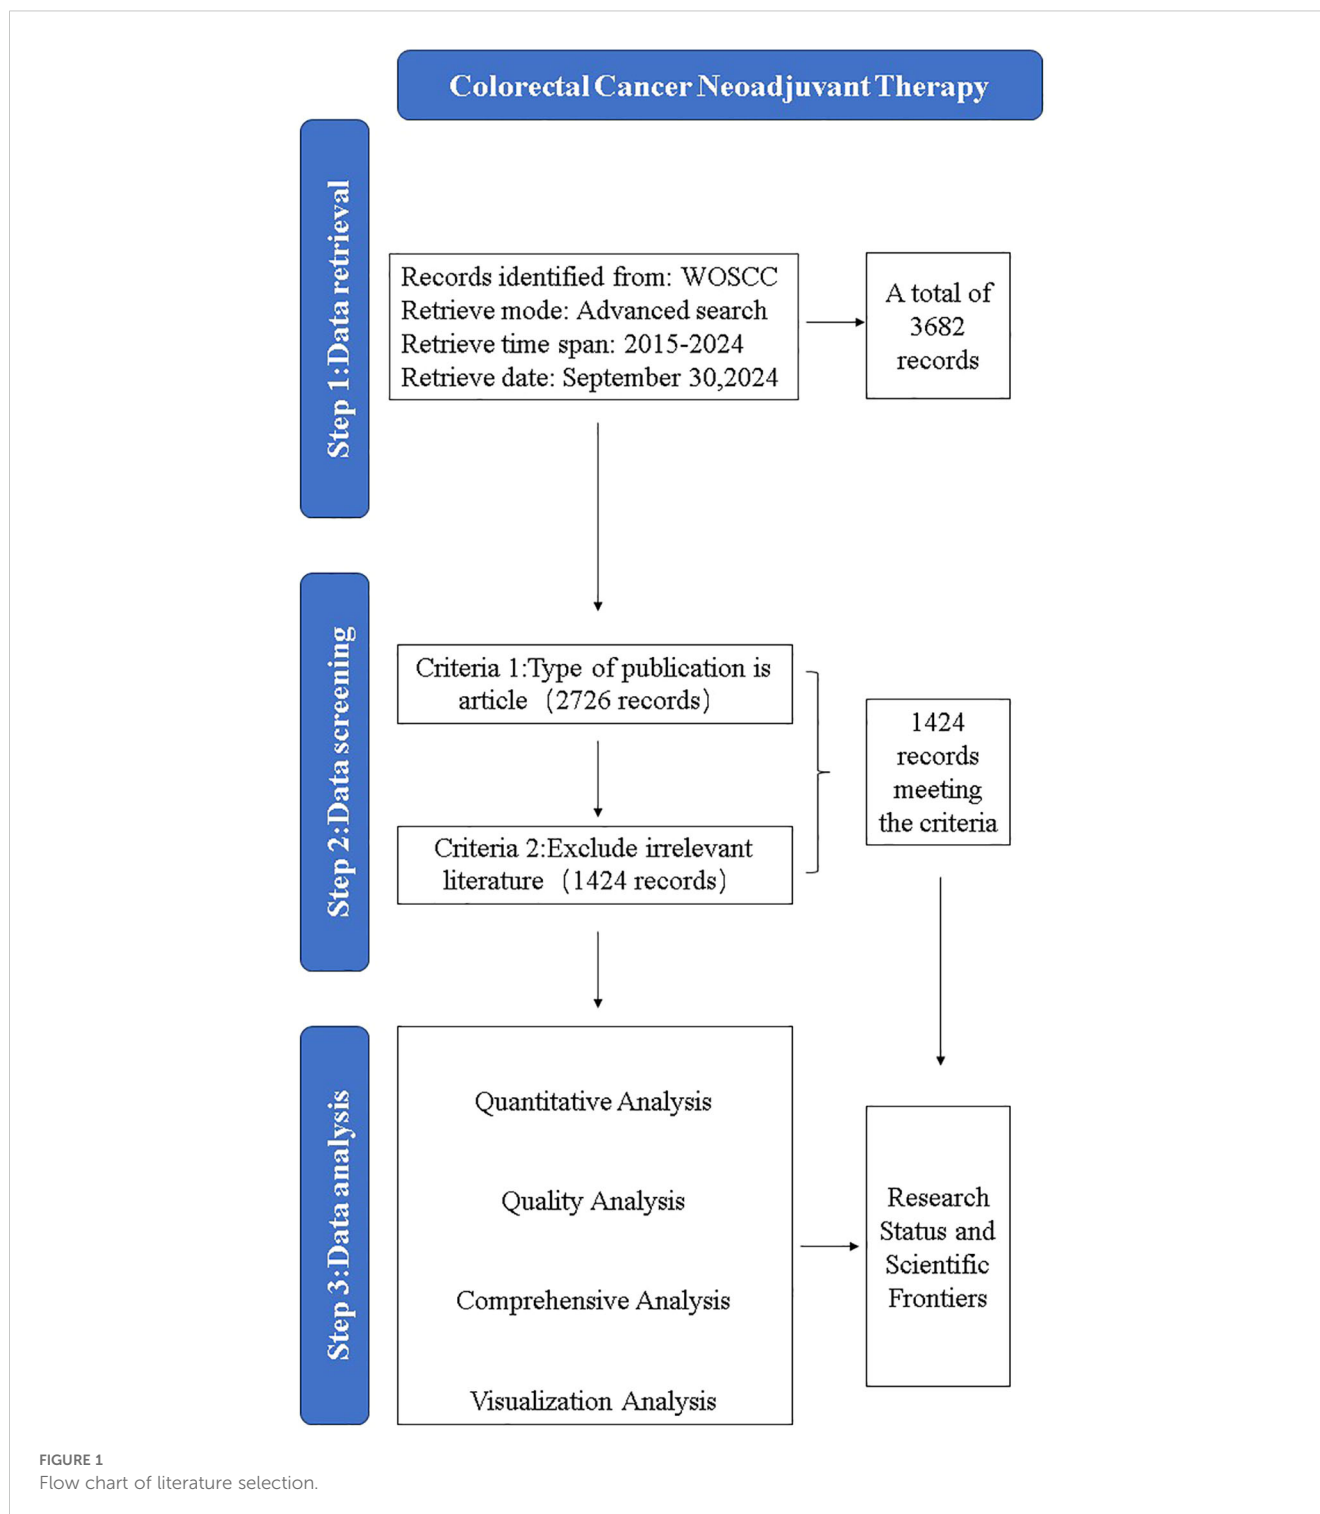 Colorectal Cancer Neoadjuvant Therapy
Step 1:Data retrieval
Records identified from: WOSCC
Retrieve mode: Advanced search
Retrieve time span: 2015-2024
Retrieve date: September 30,2024
A total of
3682
records
Step 2:Data screening
Criteria 1:Type of publication is
article（2726 records）
Criteria 2:Exclude irrelevant
literature（1424 records）
1424
records
meeting
the criteria
Step 3:Data analysis
Quantitative Analysis
Quality Analysis
Comprehensive Analysis
Visualization Analysis
Research
Status and
Scientific
Frontiers
FIGURE 1
Flow chart of literature selection.